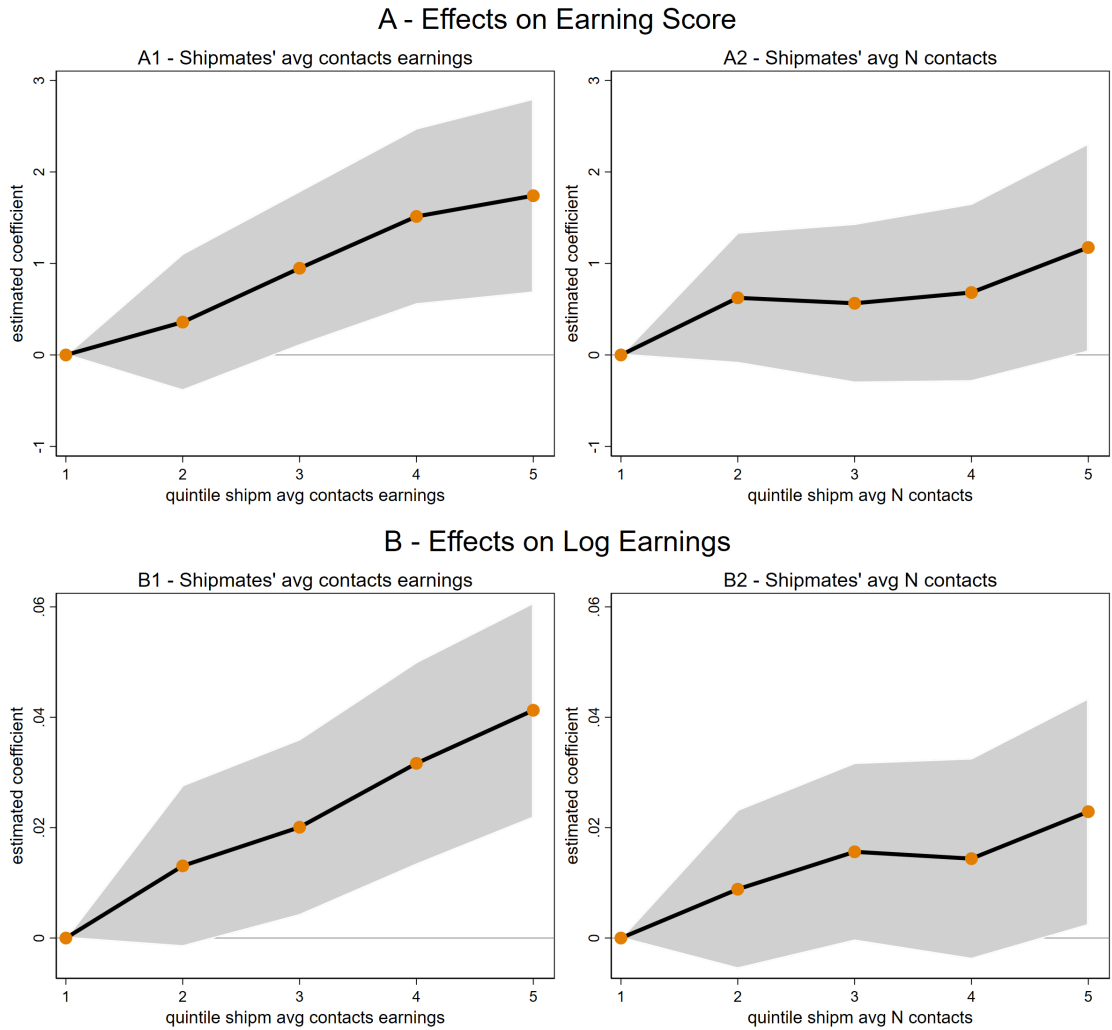 A - Effects on Earning Score
A1 - Shipmates' avg contacts earnings
3
2
1
0
-1
estimated coefficient
1 2 3 4 5
quintile shipm avg contacts earnings
A2 - Shipmates' avg N contacts
3
2
1
0
-1
estimated coefficient
1 2 3 4 5
quintile shipm avg N contacts
B - Effects on Log Earnings
B1 - Shipmates' avg contacts earnings
.06
.04
.02
0
estimated coefficient
1 2 3 4 5
quintile shipm avg contacts earnings
B2 - Shipmates' avg N contacts
.06
.04
.02
0
estimated coefficient
1 2 3 4 5
quintile shipm avg N contacts